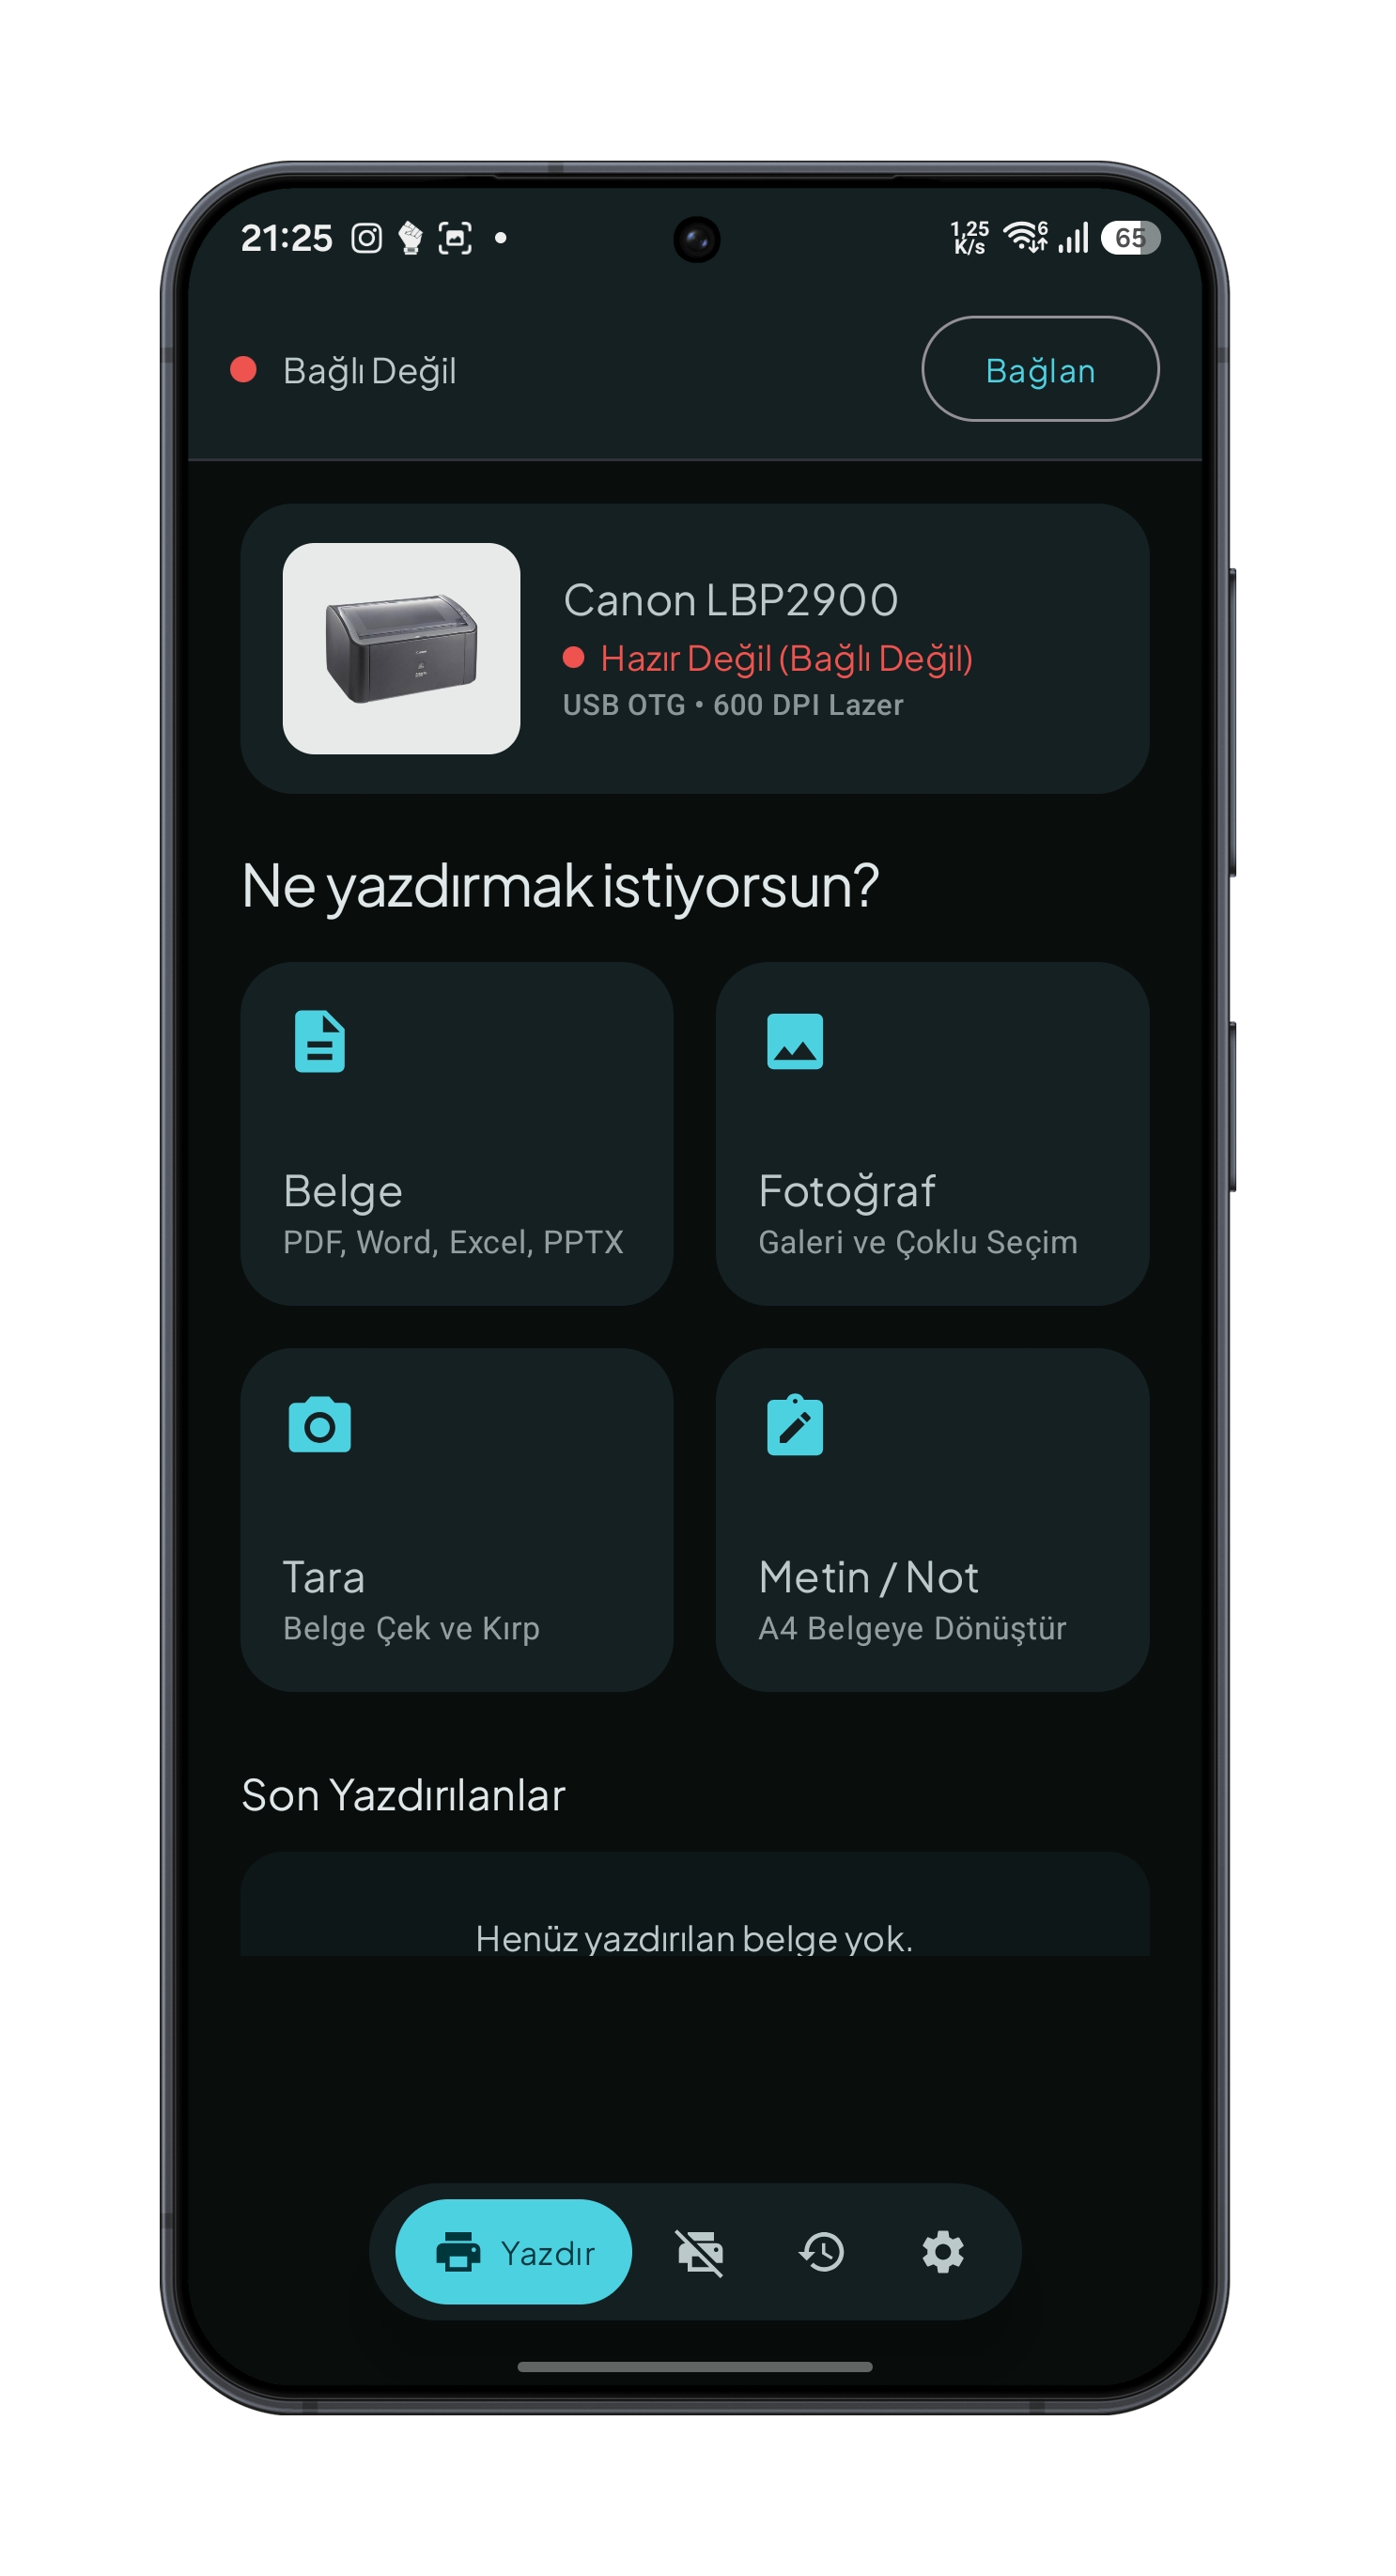 21:25
1,25 K/s
6
65
Bağlı Değil
Bağlan
Canon LBP2900
Hazır Değil (Bağlı Değil)
USB OTG • 600 DPI Lazer
Ne yazdırmak istiyorsun?
Belge
PDF, Word, Excel, PPTX
Fotoğraf
Galeri ve Çoklu Seçim
Tara
Belge Çek ve Kırp
Metin / Not
A4 Belgeye Dönüştür
Son Yazdırılanlar
Henüz yazdırılan belge yok.
Yazdır